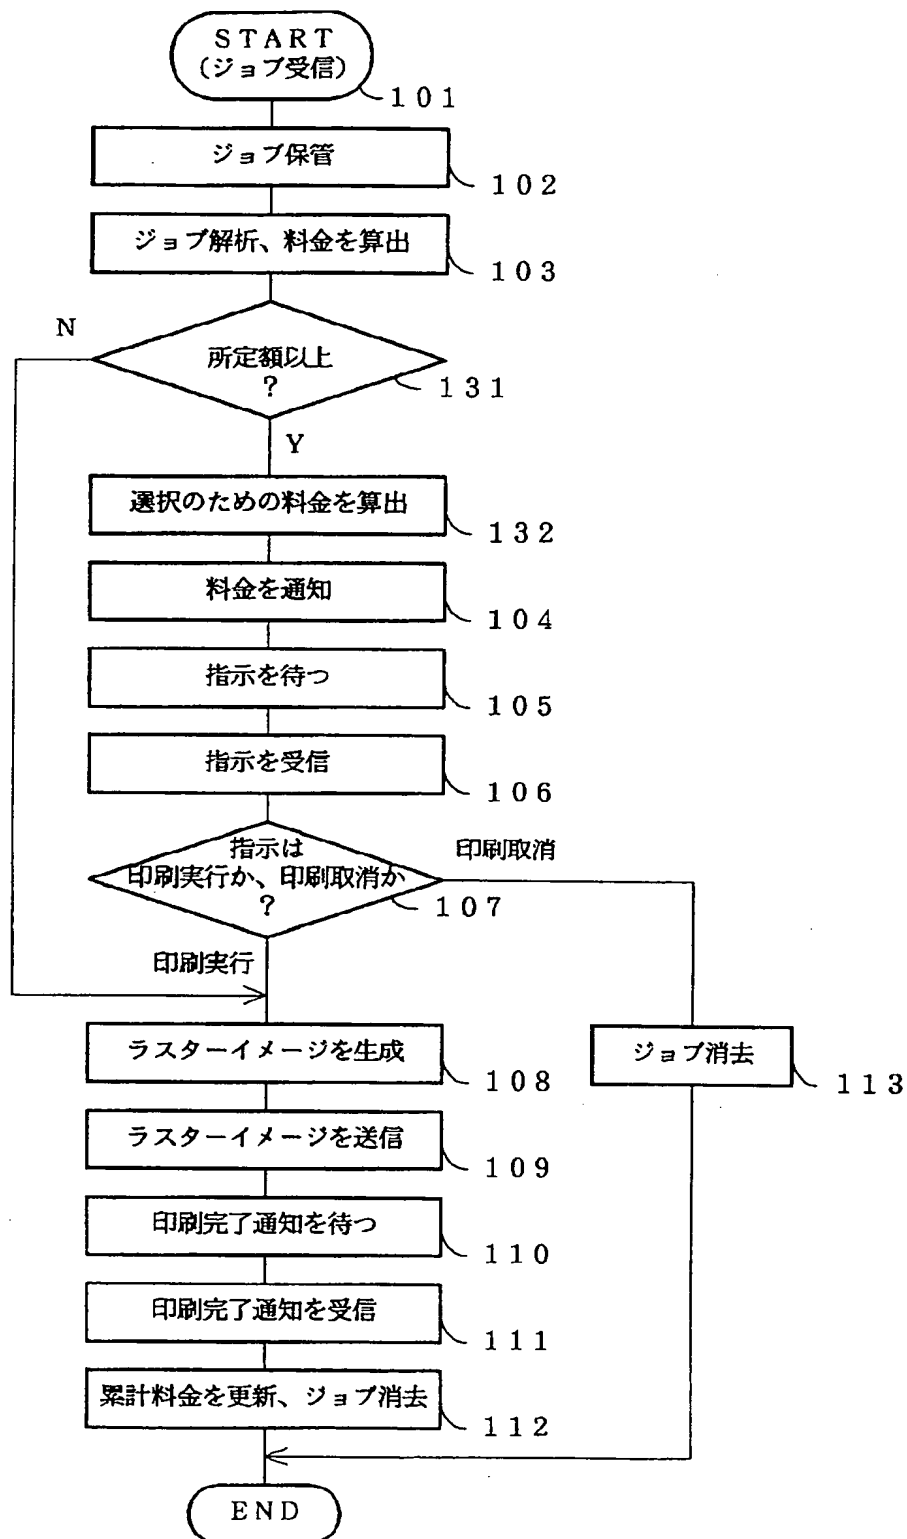 START
(ジョブ受信)
101
ジョブ保管
102
ジョブ解析、料金を算出
103
N
所定額以上
?
131
Y
選択のための料金を算出
132
料金を通知
104
指示を待つ
105
指示を受信
106
指示は
印刷実行か、印刷取消か
?
107
印刷取消
印刷実行
ラスターイメージを生成
108
ジョブ消去
113
ラスターイメージを送信
109
印刷完了通知を待つ
110
印刷完了通知を受信
111
累計料金を更新、ジョブ消去
112
END